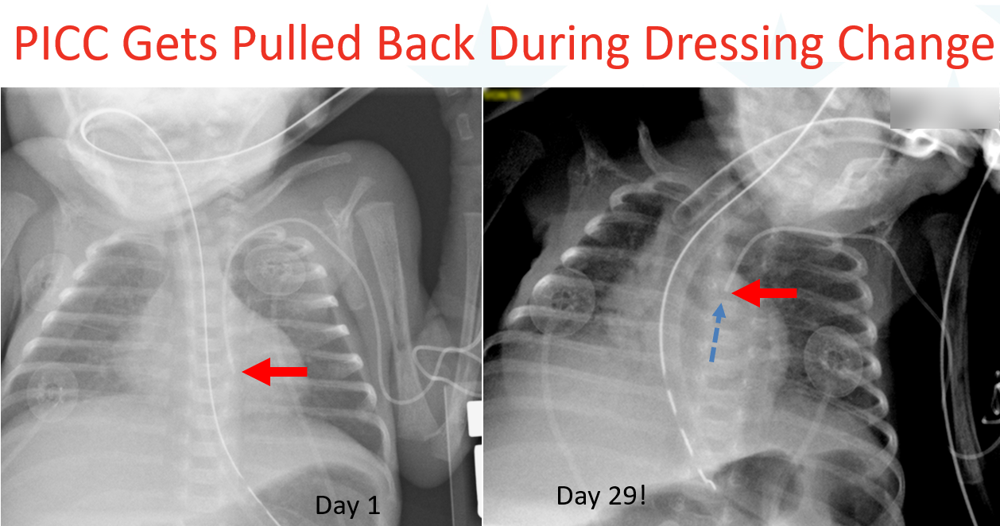 PICC Gets Pulled Back During Dressing Change
Day 1
Day 29!